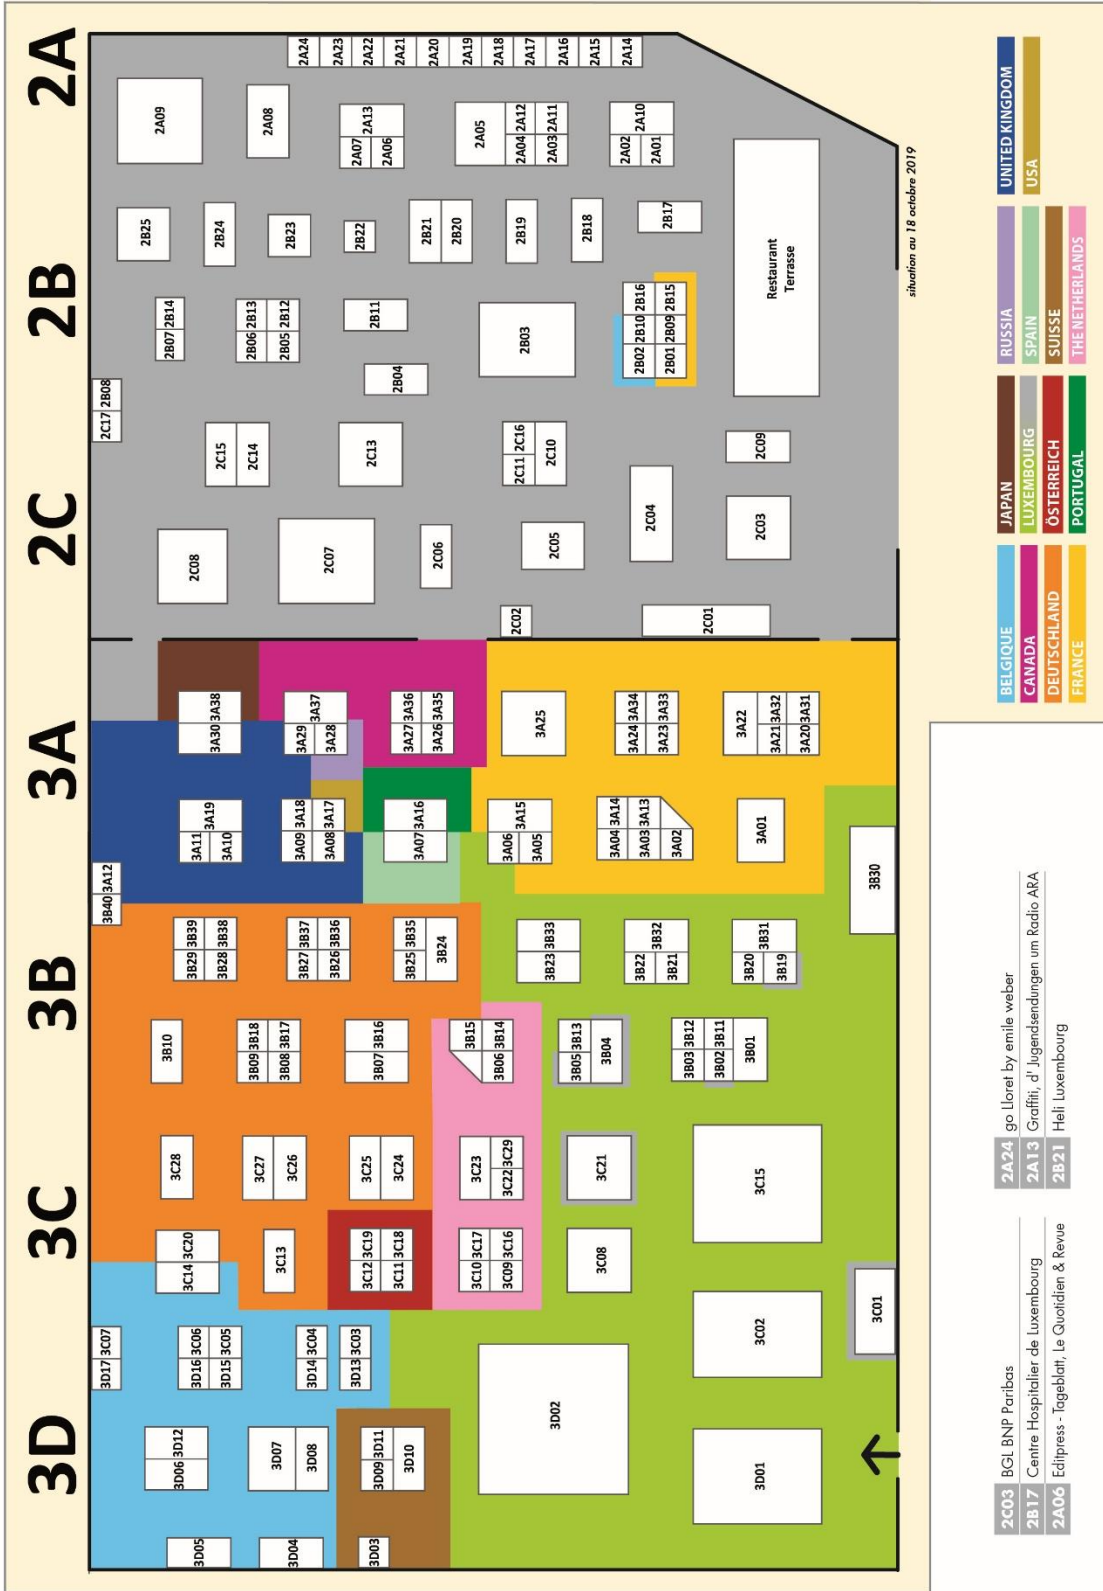 3D 3C 3B 3A 2C 2B 2A
3D17 3C07
3D05
3D06 3D12
3D16 3C06
3D15 3C05
3D04
3D07
3D08
3D14 3C04
3D13 3C03
3D03
3D09 3D11
3D10
3D02
3D01
3C14 3C20
3C28
3C13
3C27
3C26
3C12 3C19
3C11 3C18
3C25
3C24
3C10 3C17
3C09 3C16
3C23
3C22 3C29
3C08
3C21
3C02
3C15
3C01
3B40 3A12
3B10
3B29 3B39
3B28 3B38
3B09 3B18
3B08 3B17
3B27 3B37
3B26 3B36
3B07 3B16
3B25 3B35
3B24
3B15
3B06 3B14
3B23 3B33
3B05 3B13
3B04
3B22 3B32
3B21
3B03 3B12
3B02 3B11
3B01
3B20 3B31
3B19
3B30
3A11 3A19
3A10
3A30 3A38
3A09 3A18
3A08 3A17
3A29 3A37
3A28
3A07 3A16
3A27 3A36
3A26 3A35
3A06 3A15
3A05
3A25
3A04 3A14
3A03 3A13
3A02
3A24 3A34
3A23 3A33
3A01
3A22
3A21 3A32
3A20 3A31
2C17 2B08
2C08
2C15
2C14
2C07
2C13
2C06
2C02
2C11 2C16
2C10
2C05
2C04
2C01
2C03
2C09
2B07 2B14
2B25
2B24
2B06 2B13
2B05 2B12
2B23
2B11
2B22
2B04
2B21
2B20
2B03
2B19
2B18
2B02 2B10 2B16
2B01 2B09 2B15
2B17
Restaurant
Terrasse
2A09
2A08
2A07 2A13
2A06
2A05
2A04 2A12
2A03 2A11
2A02 2A10
2A01
2A24
2A23
2A22
2A21
2A20
2A19
2A18
2A17
2A16
2A15
2A14
situation au 18 octobre 2019
2C03 BGL BNP Paribas
2B17 Centre Hospitalier de Luxembourg
2A06 Editpress - Tageblatt, Le Quotidien & Revue
2A24 go Lloret by emile weber
2A13 Graffiti, d' Jugendsendungen um Radio ARA
2B21 Heli Luxembourg
BELGIQUE JAPAN RUSSIA UNITED KINGDOM
CANADA LUXEMBOURG SPAIN USA
DEUTSCHLAND ÖSTERREICH SUISSE
FRANCE PORTUGAL THE NETHERLANDS